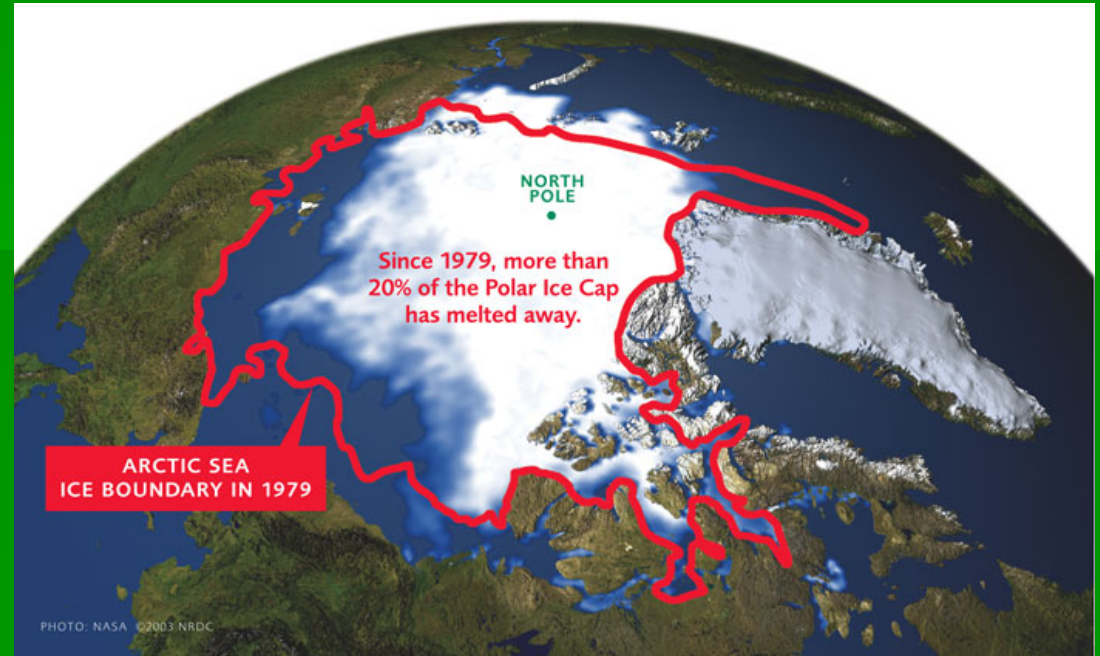 NORTH
POLE
Since 1979, more than
20% of the Polar Ice Cap
has melted away.
ARCTIC SEA
ICE BOUNDARY IN 1979
PHOTO: NASA ©2003 NRDC